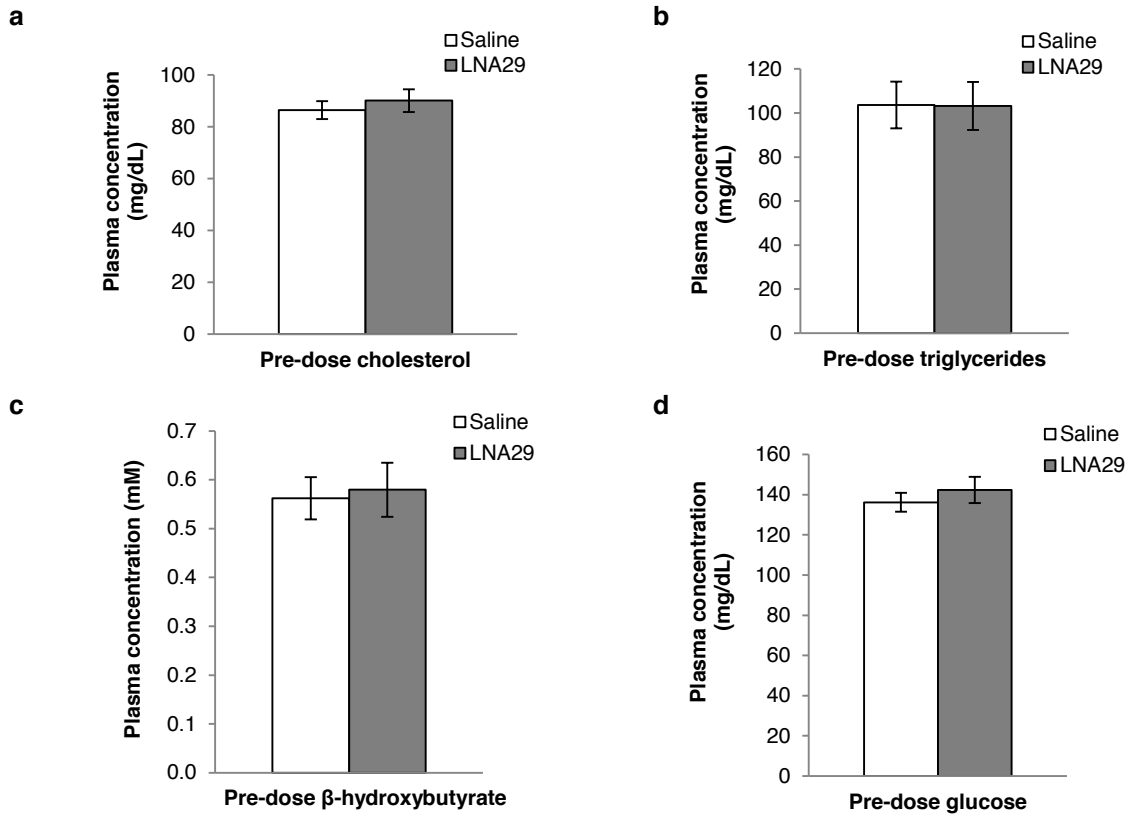 a
Saline
LNA29
Plasma concentration
(mg/dL)
100
80
60
40
20
0
Pre-dose cholesterol
b
Saline
LNA29
Plasma concentration
(mg/dL)
120
100
80
60
40
20
0
Pre-dose triglycerides
c
Saline
LNA29
Plasma concentration (mM)
0.7
0.6
0.5
0.4
0.3
0.2
0.1
0.0
Pre-dose β-hydroxybutyrate
d
Saline
LNA29
Plasma concentration
(mg/dL)
160
140
120
100
80
60
40
20
0
Pre-dose glucose